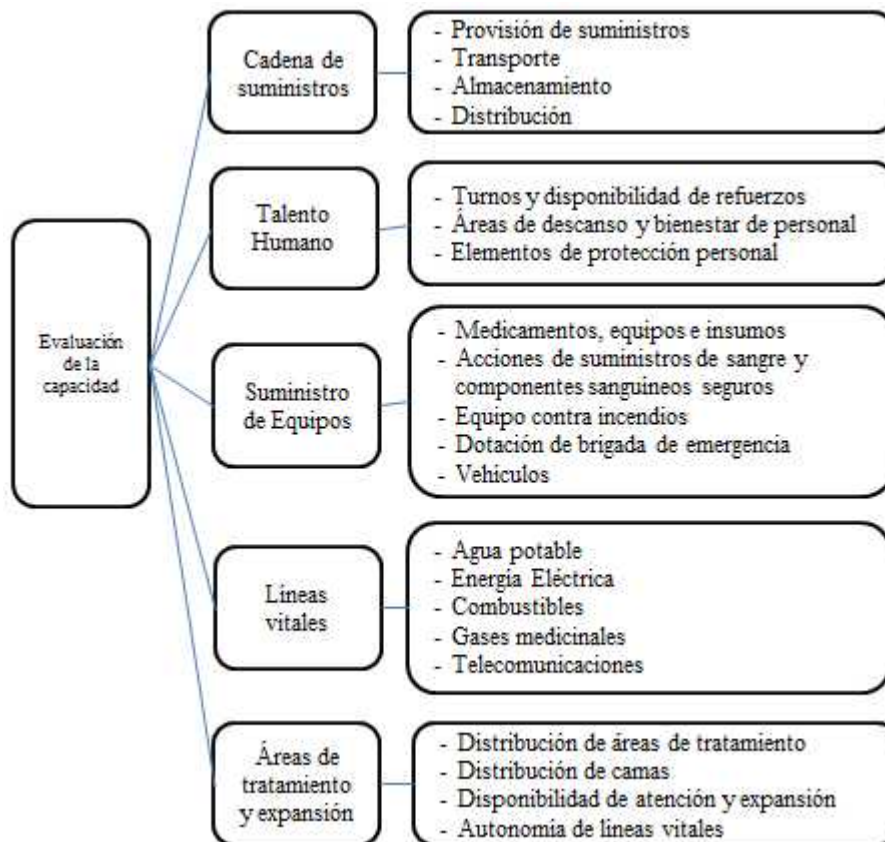 Evaluación
de la
capacidad
Cadena de
suministros
- Provisión de suministros
- Transporte
- Almacenamiento
- Distribución
Talento
Humano
- Turnos y disponibilidad de refuerzos
- Áreas de descanso y bienestar de personal
- Elementos de protección personal
Suministro
de Equipos
- Medicamentos, equipos e insumos
- Acciones de suministros de sangre y
componentes sanguíneos seguros
- Equipo contra incendios
- Dotación de brigada de emergencia
- Vehículos
Líneas
vitales
- Agua potable
- Energía Eléctrica
- Combustibles
- Gases medicinales
- Telecomunicaciones
Áreas de
tratamiento
y expansión
- Distribución de áreas de tratamiento
- Distribución de camas
- Disponibilidad de atención y expansión
- Autonomía de líneas vitales